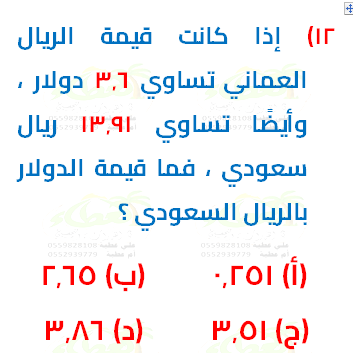 ١٢) إذا كانت قيمة الريال
العماني تساوي ٣,٦ دولار ،
وأيضًا تساوي ١٣,٩١ ريال
سعودي ، فما قيمة الدولار
بالريال السعودي ؟
(أ) ٠,٢٥١ (ب) ٢,٦٥
(ج) ٣,٥١ (د) ٣,٨٦